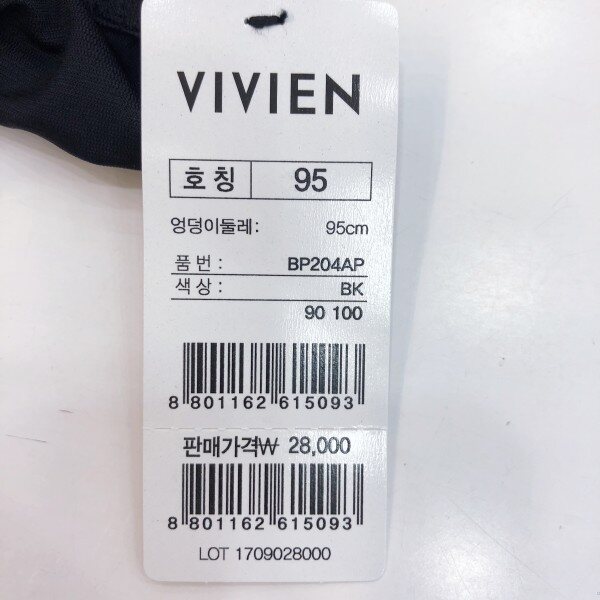 VIVIEN
호 칭 95
엉덩이둘레: 95cm
품 번 : BP204AP
색 상 : BK
90 100
8 801162 615093
판매가격₩ 28,000
8 801162 615093
LOT 1709028000